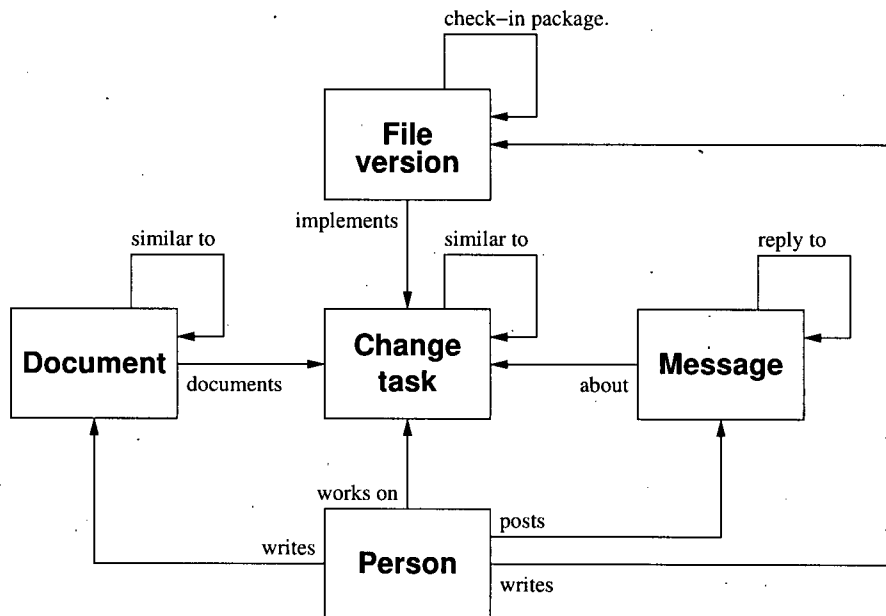 check–in package.
File
version
implements
similar to
similar to
reply to
Document
Change
task
Message
documents
about
works on
posts
writes
Person
writes